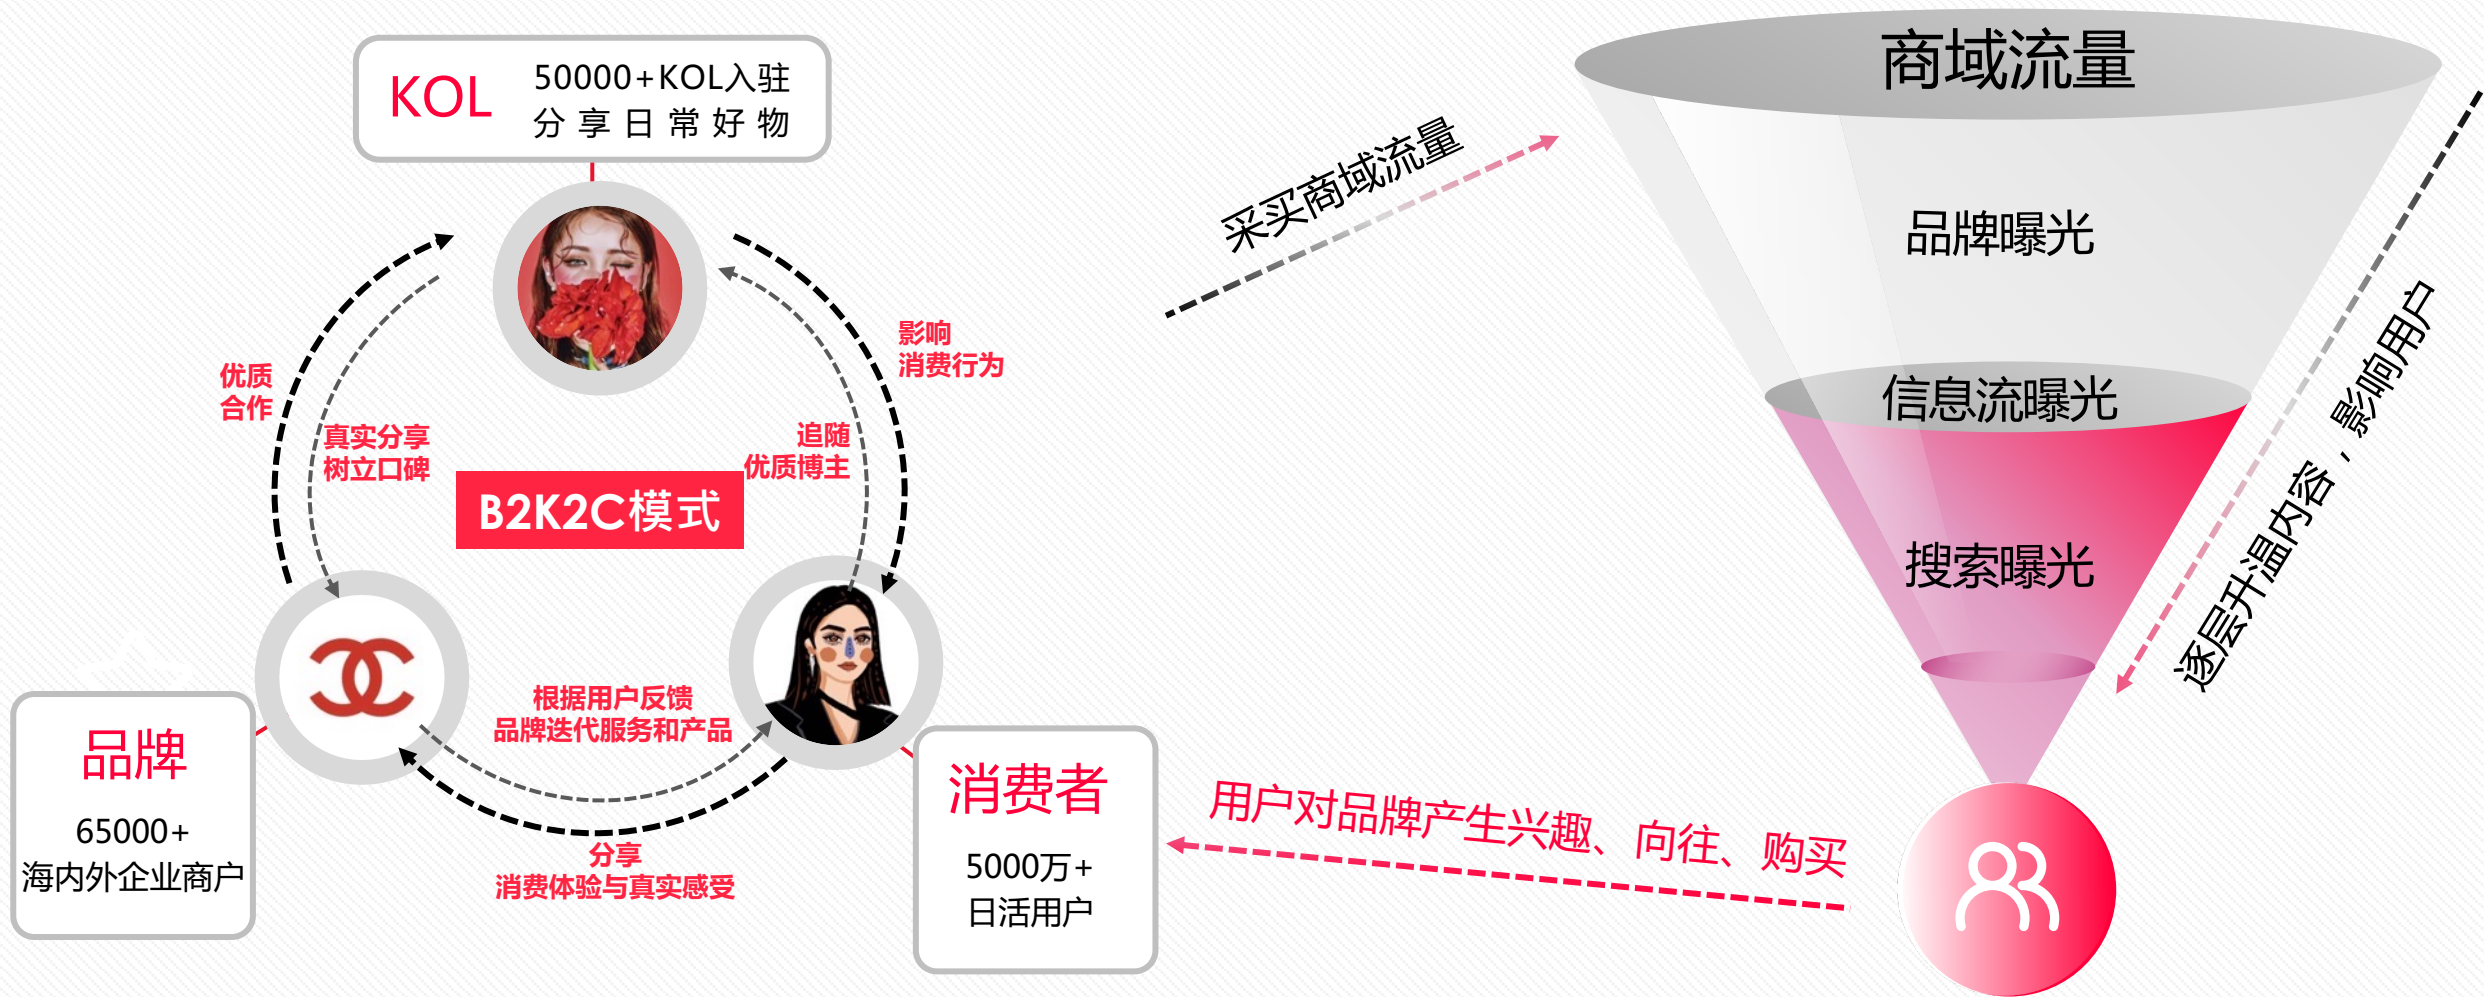 KOL
50000+KOL入驻
分享日常好物
优质
合作
真实分享
树立口碑
影响
消费行为
追随
优质博主
B2K2C模式
品牌
65000+
海内外企业商户
根据用户反馈
品牌迭代服务和产品
分享
消费体验与真实感受
消费者
5000万+
日活用户
采买商域流量
商域流量
品牌曝光
信息流曝光
搜索曝光
逐层升温内容，影响用户
用户对品牌产生兴趣、向往、购买